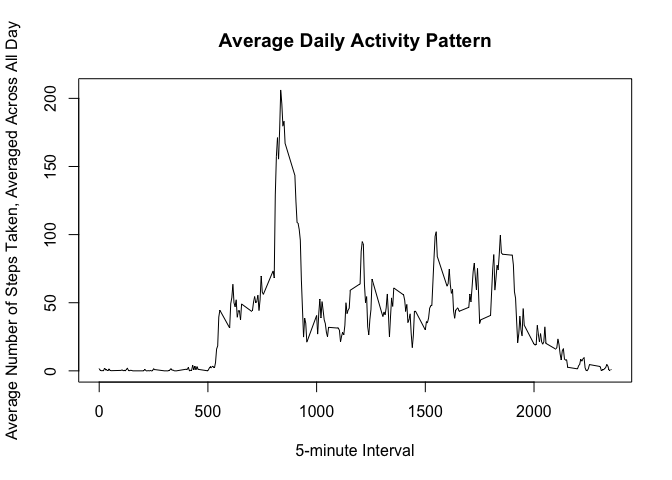 Average Daily Activity Pattern
Average Number of Steps Taken, Averaged Across All Day
200
150
100
50
0
0 500 1000 1500 2000
5-minute Interval